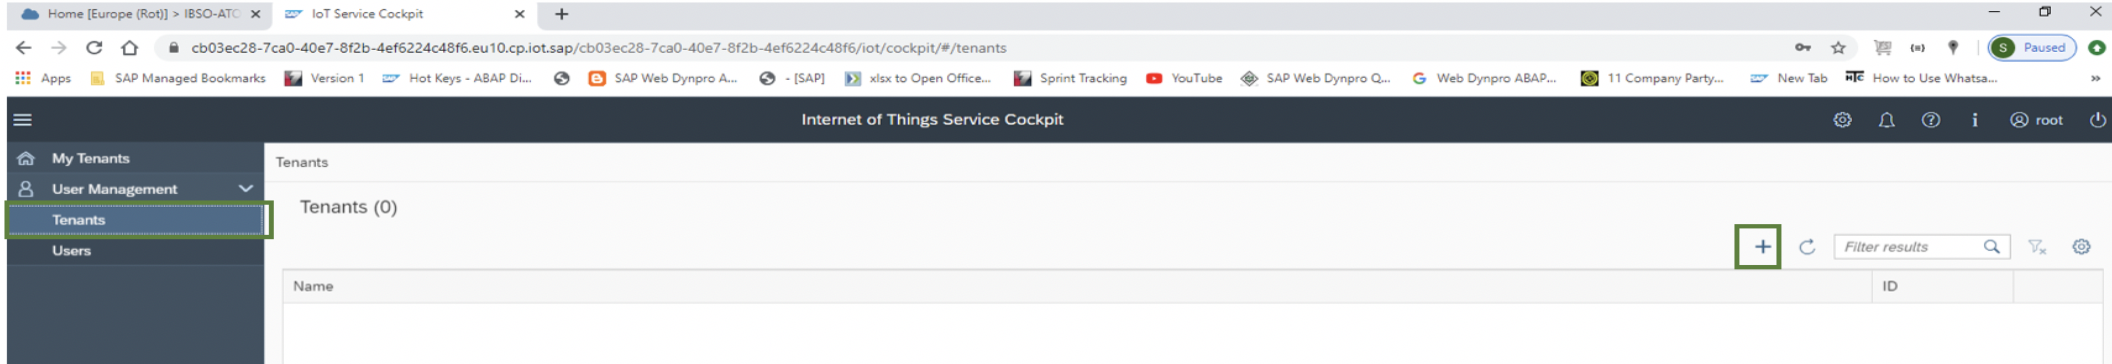 Home [Europe (Rot)] > IBSO-ATC
IoT Service Cockpit
cb03ec28-7ca0-40e7-8f2b-4ef6224c48f6.eu10.cp.iot.sap/cb03ec28-7ca0-40e7-8f2b-4ef6224c48f6/iot/cockpit/#/tenants
S Paused
Apps SAP Managed Bookmarks Version 1 Hot Keys - ABAP Di... SAP Web Dynpro A... - [SAP] xlsx to Open Office... Sprint Tracking YouTube SAP Web Dynpro Q... Web Dynpro ABAP... 11 Company Party... New Tab How to Use Whatsa... »
Internet of Things Service Cockpit
root
My Tenants
User Management
Tenants
Users
Tenants
Tenants (0)
Filter results
Name ID